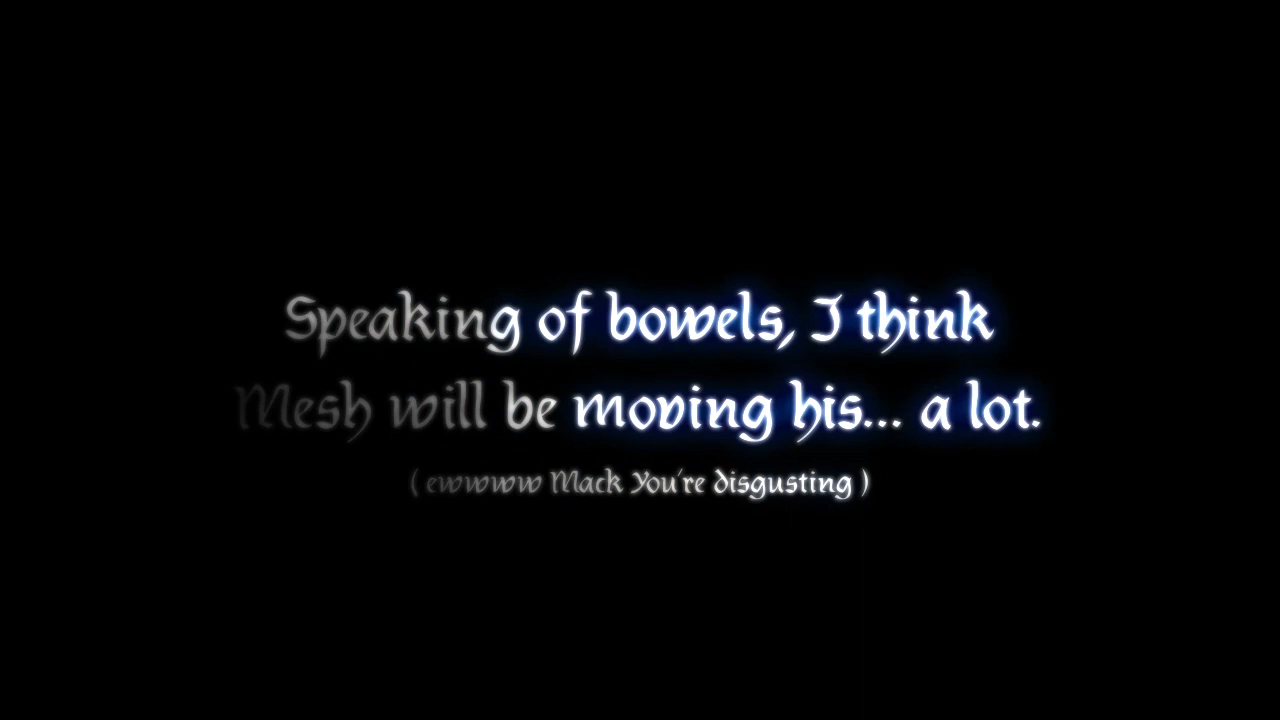 Speaking of bowels, I think
Mesh will be moving his... a lot.
( ewwww Mack You're disgusting )